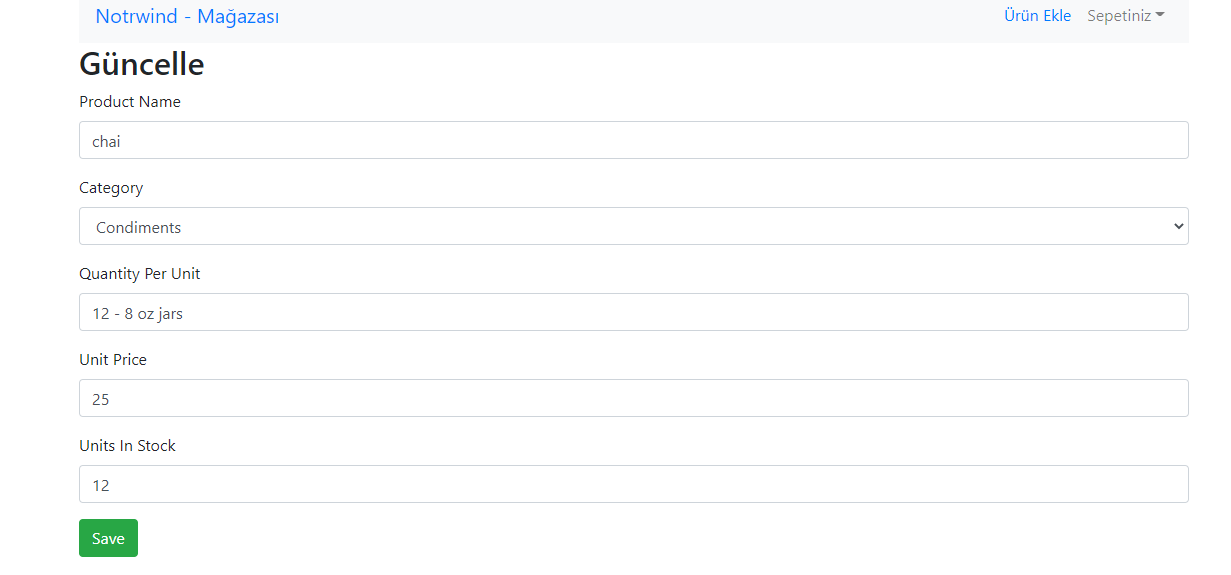 Notrwind - Mağazası
Ürün Ekle Sepetiniz
Güncelle
Product Name
chai
Category
Condiments
Quantity Per Unit
12 - 8 oz jars
Unit Price
25
Units In Stock
12
Save